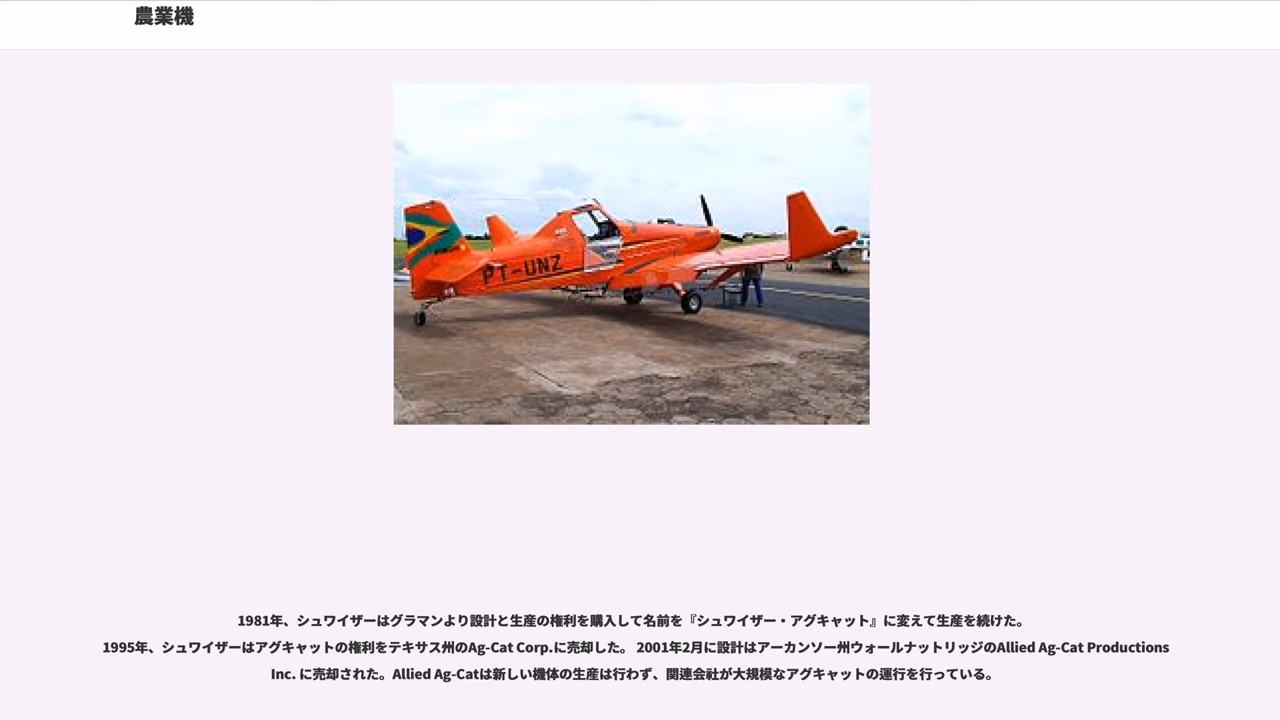 農業機
PT-UNZ
1981年、シュワイザーはグラマンより設計と生産の権利を購入して名前を『シュワイザー・アグキャット』に変えて生産を続けた。
1995年、シュワイザーはアグキャットの権利をテキサス州のAg-Cat Corp.に売却した。 2001年2月に設計はアーカンソー州ウォールナットリッジのAllied Ag-Cat Productions
Inc. に売却された。Allied Ag-Catは新しい機体の生産は行わず、関連会社が大規模なアグキャットの運行を行っている。